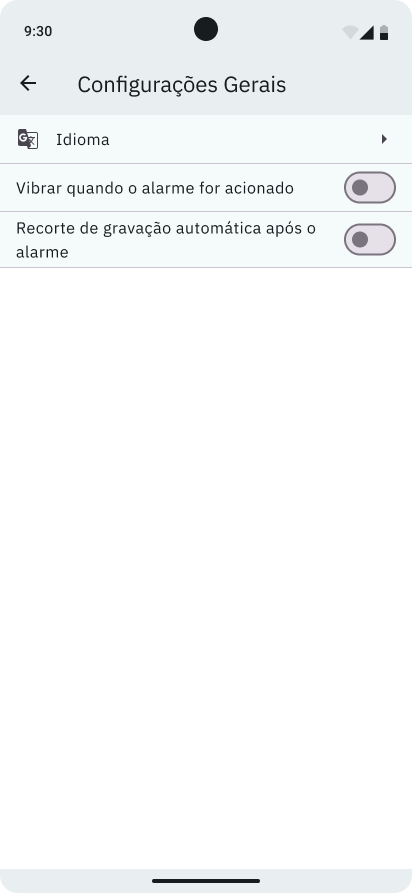 9:30
Configurações Gerais
Idioma
Vibrar quando o alarme for acionado
Recorte de gravação automática após o
alarme